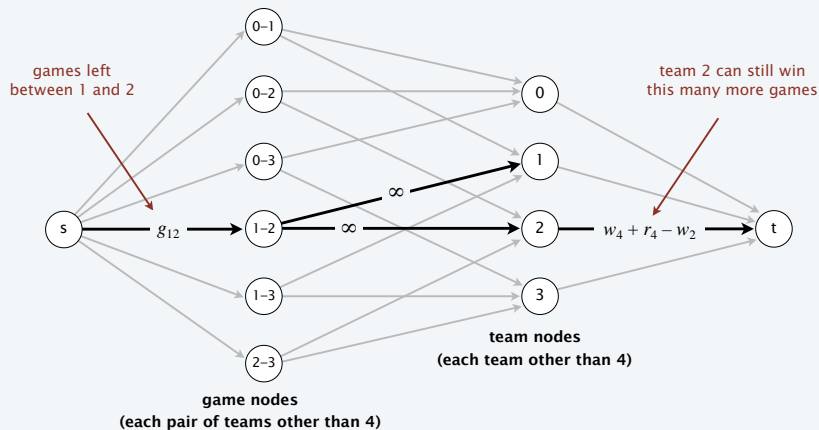 0–1
games left
between 1 and 2
team 2 can still win
this many more games
0–2
0
0–3
1
∞
s
g12
1–2
∞
2
w4 + r4 – w2
t
1–3
3
team nodes
(each team other than 4)
2–3
game nodes
(each pair of teams other than 4)